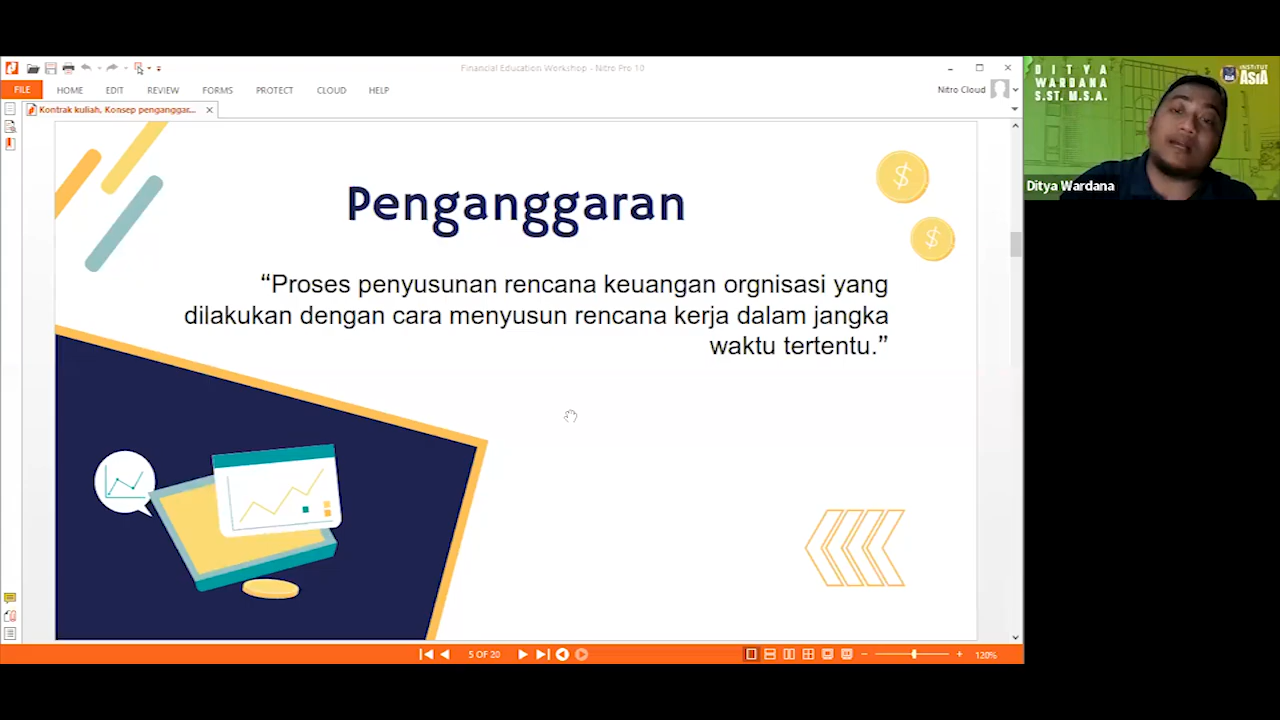 Financial Education Workshop - Nitro Pro 10
FILE
HOME
EDIT
REVIEW
FORMS
PROTECT
CLOUD
HELP
Nitro Cloud
Kontrak kuliah, Konsep penganggar...
Penganggaran
“Proses penyusunan rencana keuangan orgnisasi yang
dilakukan dengan cara menyusun rencana kerja dalam jangka
waktu tertentu.”
$
$
5 OF 20
120%
DITYA
WARDANA
S.ST. M.S.A.
INSTITUT
ASIA
Ditya Wardana